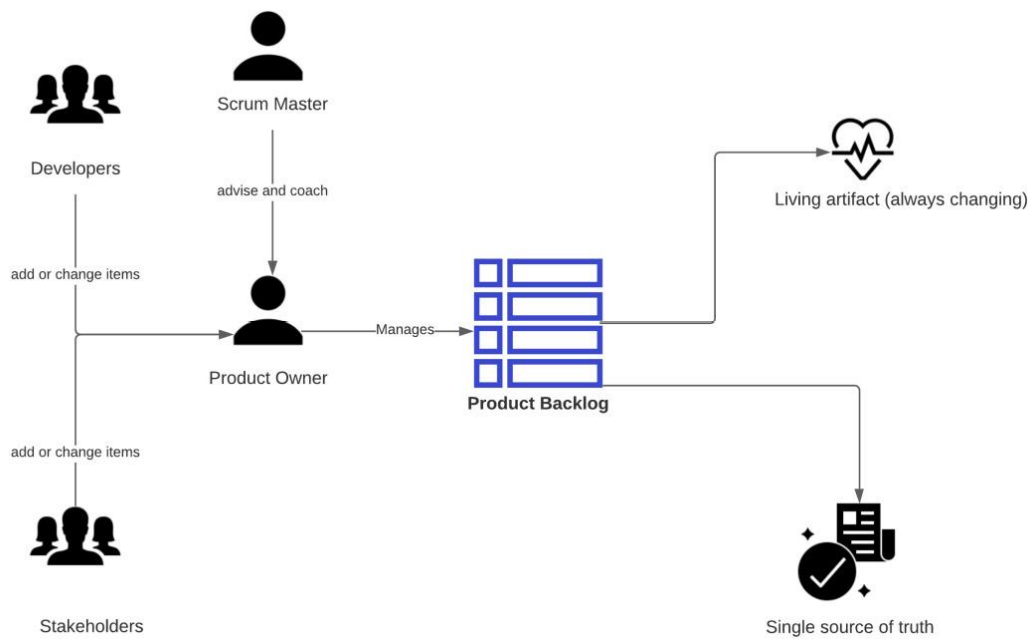 Scrum Master
Developers
advise and coach
Living artifact (always changing)
add or change items
Manages
Product Owner
Product Backlog
add or change items
Stakeholders
Single source of truth